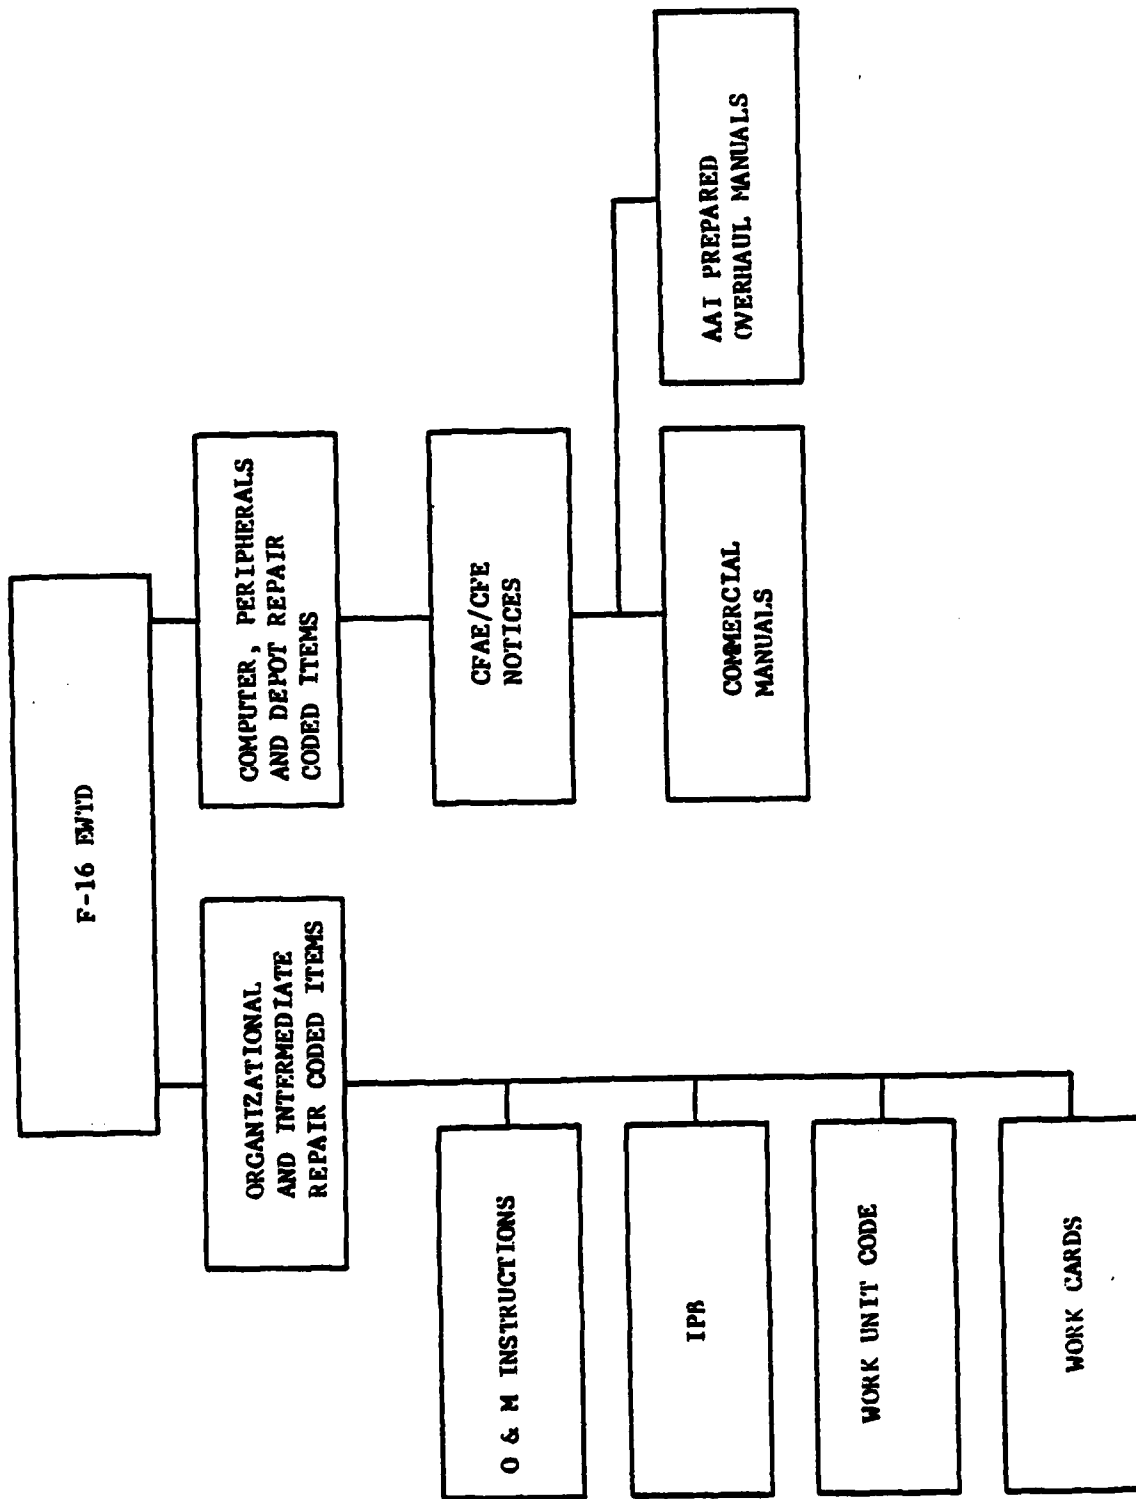 F-16 EWTD
ORGANIZATIONAL
AND INTERMEDIATE
REPAIR CODED ITEMS
COMPUTER, PERIPHERALS
AND DEPOT REPAIR
CODED ITEMS
O & M INSTRUCTIONS
IPB
WORK UNIT CODE
WORK CARDS
CFAE/CFE
NOTICES
COMMERCIAL
MANUALS
AAI PREPARED
OVERHAUL MANUALS